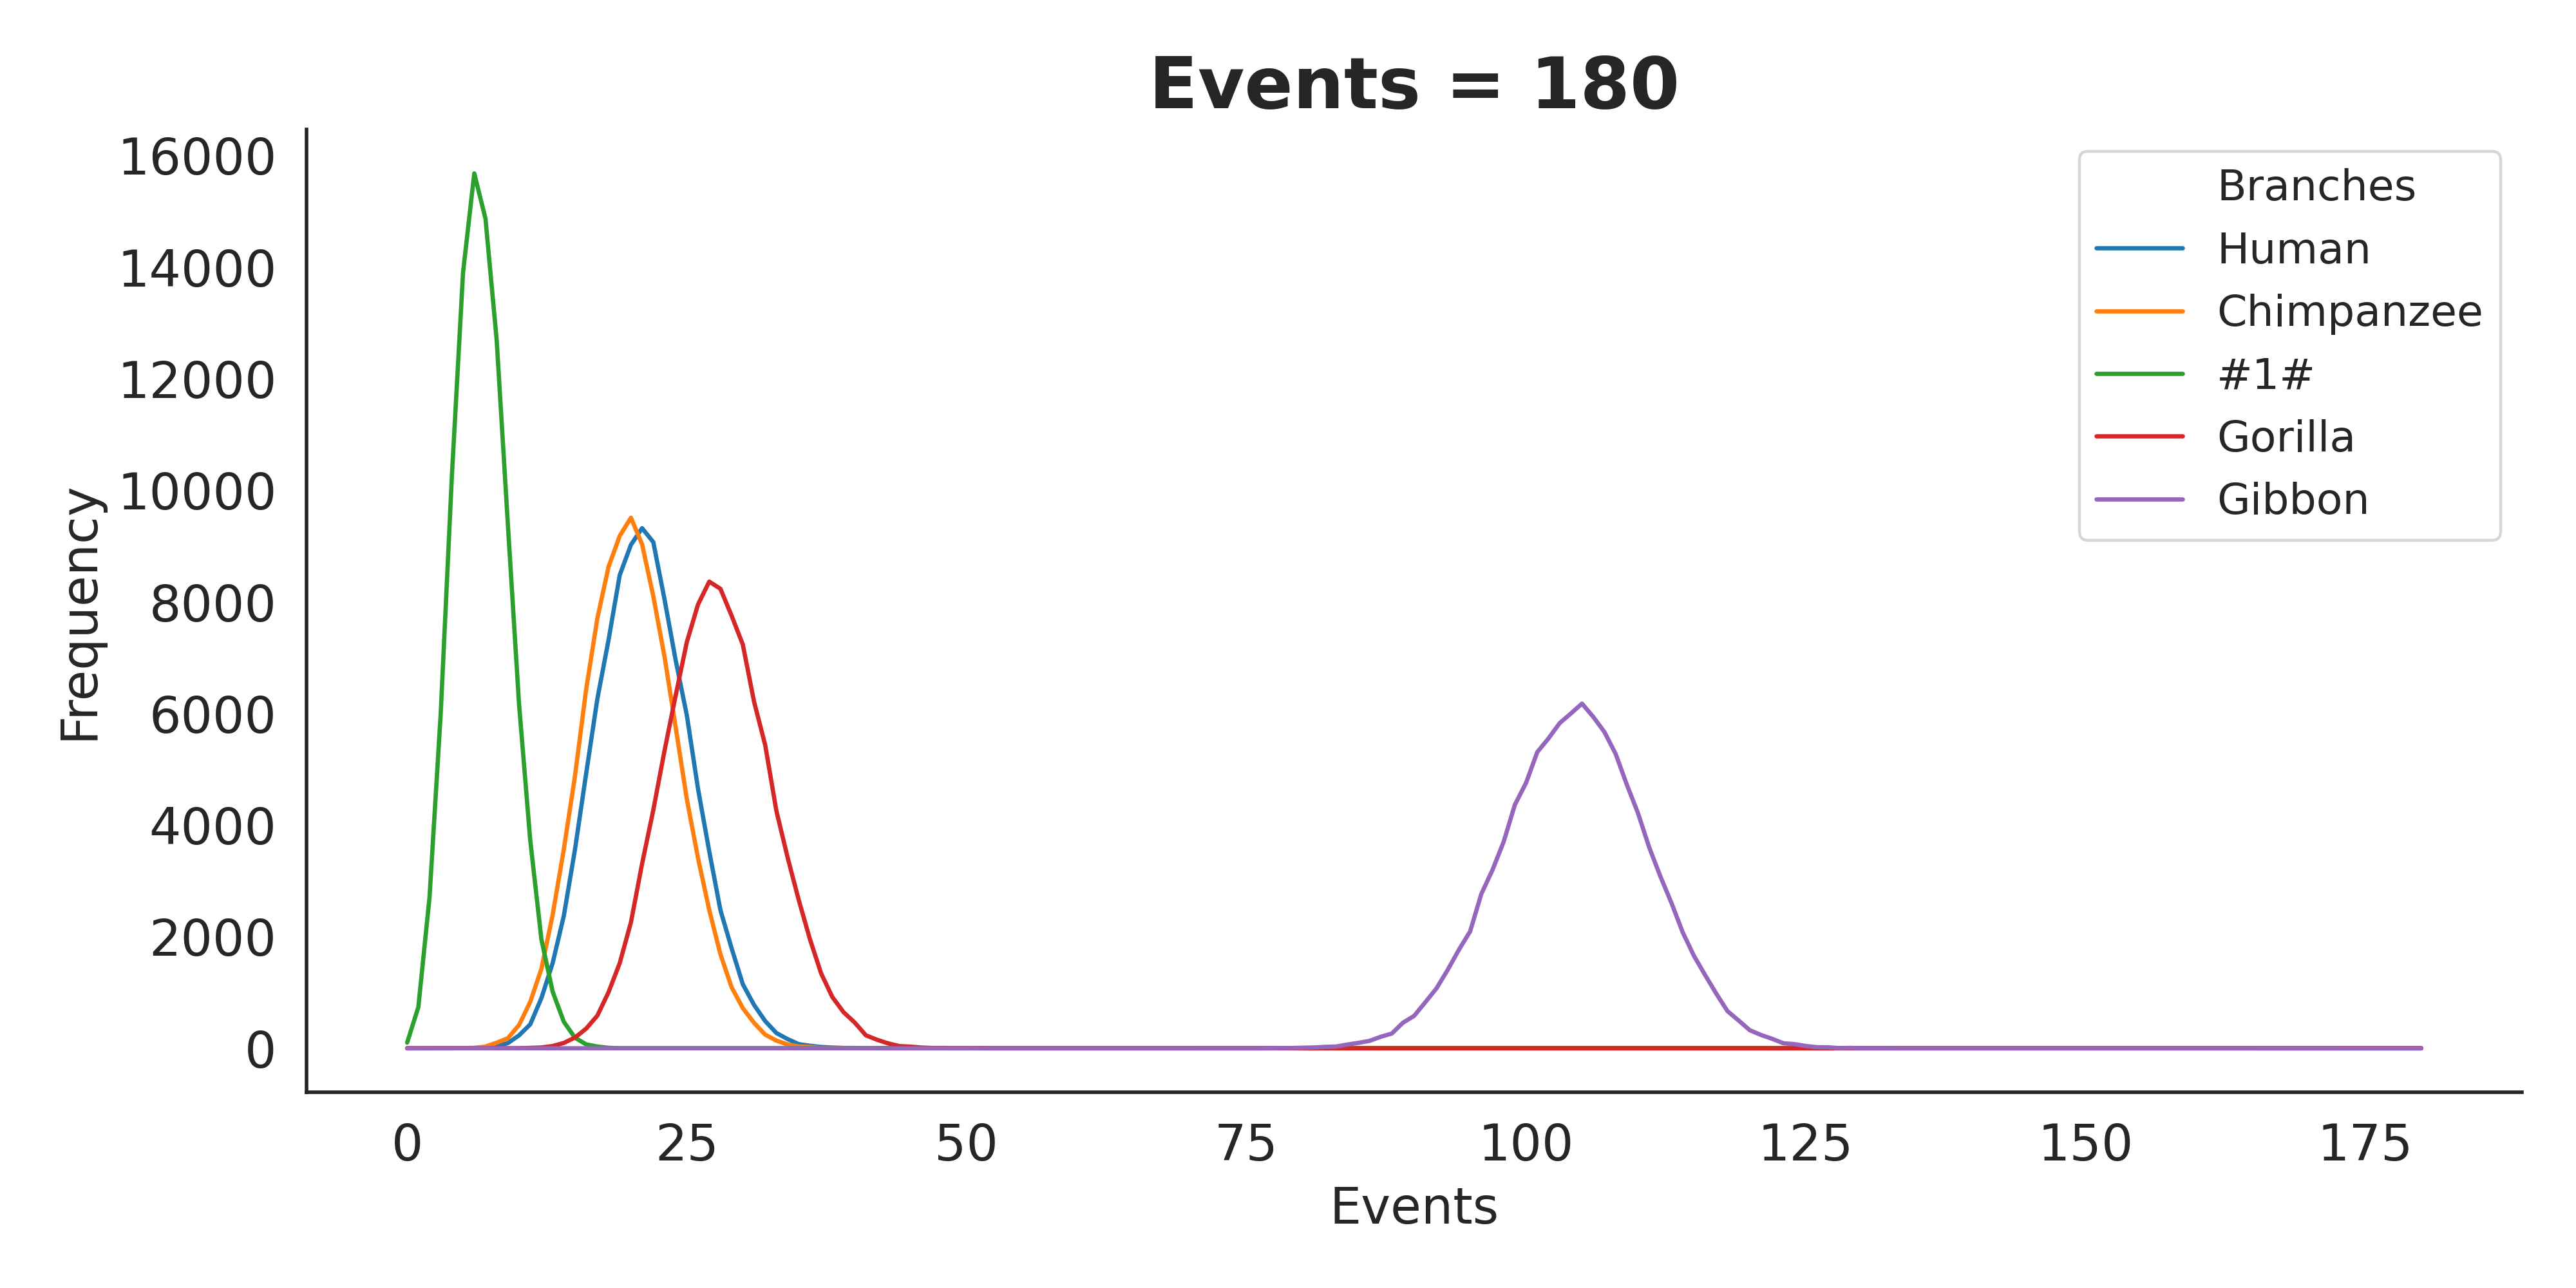 Events = 180
16000
14000
12000
10000
8000
6000
4000
2000
0
Frequency
0 25 50 75 100 125 150 175
Events
Branches
Human
Chimpanzee
#1#
Gorilla
Gibbon